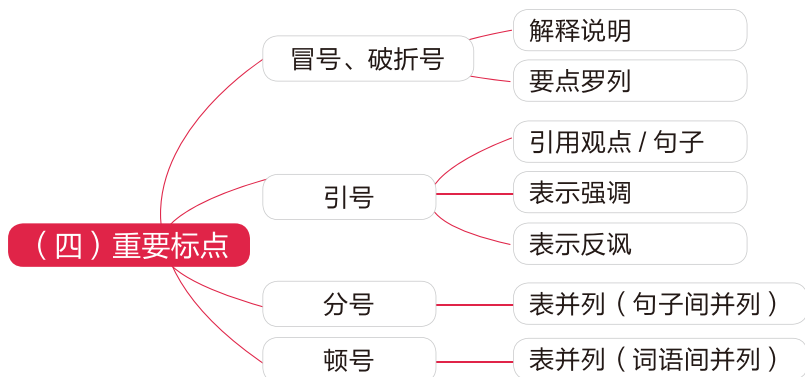 （四）重要标点
冒号、破折号
解释说明
要点罗列
引号
引用观点 / 句子
表示强调
表示反讽
分号
表并列（句子间并列）
顿号
表并列（词语间并列）